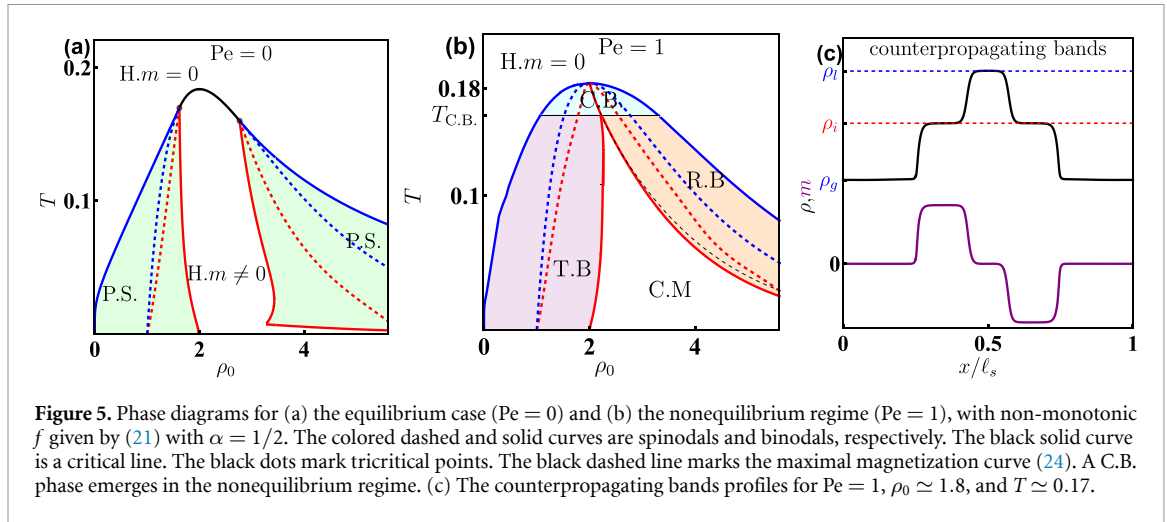 (a)
Pe = 0
H.m = 0
0.2
0.1
T
P.S.
H.m ≠ 0
P.S.
0
2
4
ρ₀
(b)
Pe = 1
H.m = 0
0.18
T_C.B.
0.1
T
C.B
R.B
T.B
C.M
0
2
4
ρ₀
(c)
counterpropagating bands
ρ_l
ρ_i
ρ_g
0
ρ,m
0
0.5
1
x/ℓ_s
Figure 5. Phase diagrams for (a) the equilibrium case (Pe = 0) and (b) the nonequilibrium regime (Pe = 1), with non-monotonic
f given by (21) with α = 1/2. The colored dashed and solid curves are spinodals and binodals, respectively. The black solid curve
is a critical line. The black dots mark tricritical points. The black dashed line marks the maximal magnetization curve (24). A C.B.
phase emerges in the nonequilibrium regime. (c) The counterpropagating bands profiles for Pe = 1, ρ₀ ≃ 1.8, and T ≃ 0.17.